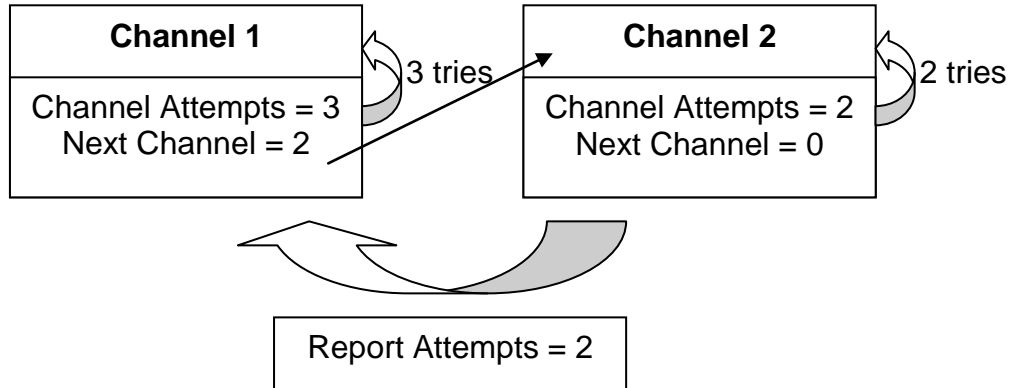 Channel 1
Channel Attempts = 3
Next Channel = 2
3 tries
Channel 2
Channel Attempts = 2
Next Channel = 0
2 tries
Report Attempts = 2